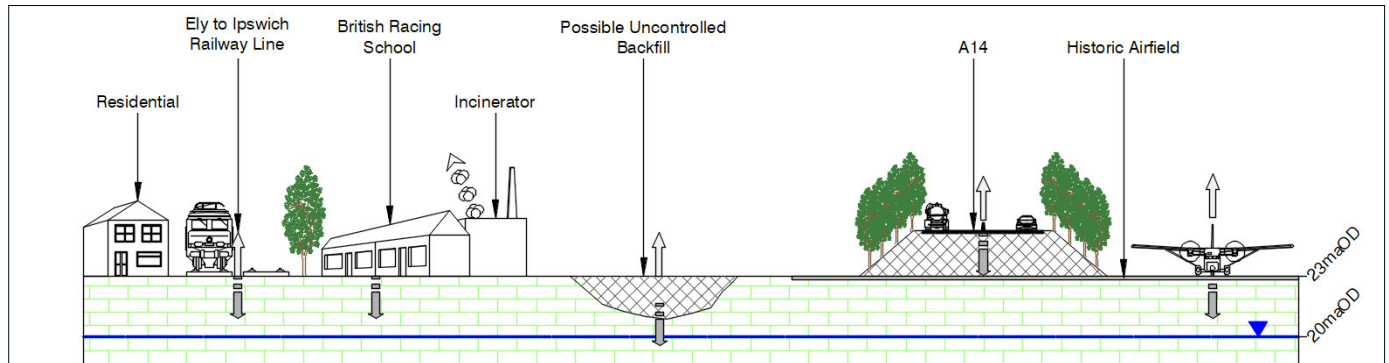 Ely to Ipswich
Railway Line
British Racing
School
Possible Uncontrolled
Backfill
A14
Historic Airfield
Residential
Incinerator
23maOD
20maOD